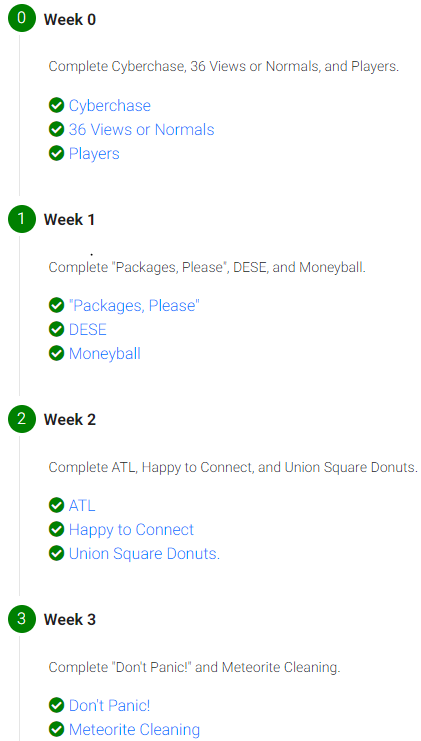 0 Week 0
Complete Cyberchase, 36 Views or Normals, and Players.
Cyberchase
36 Views or Normals
Players
1 Week 1
Complete "Packages, Please", DESE, and Moneyball.
"Packages, Please"
DESE
Moneyball
2 Week 2
Complete ATL, Happy to Connect, and Union Square Donuts.
ATL
Happy to Connect
Union Square Donuts.
3 Week 3
Complete "Don't Panic!" and Meteorite Cleaning.
Don't Panic!
Meteorite Cleaning